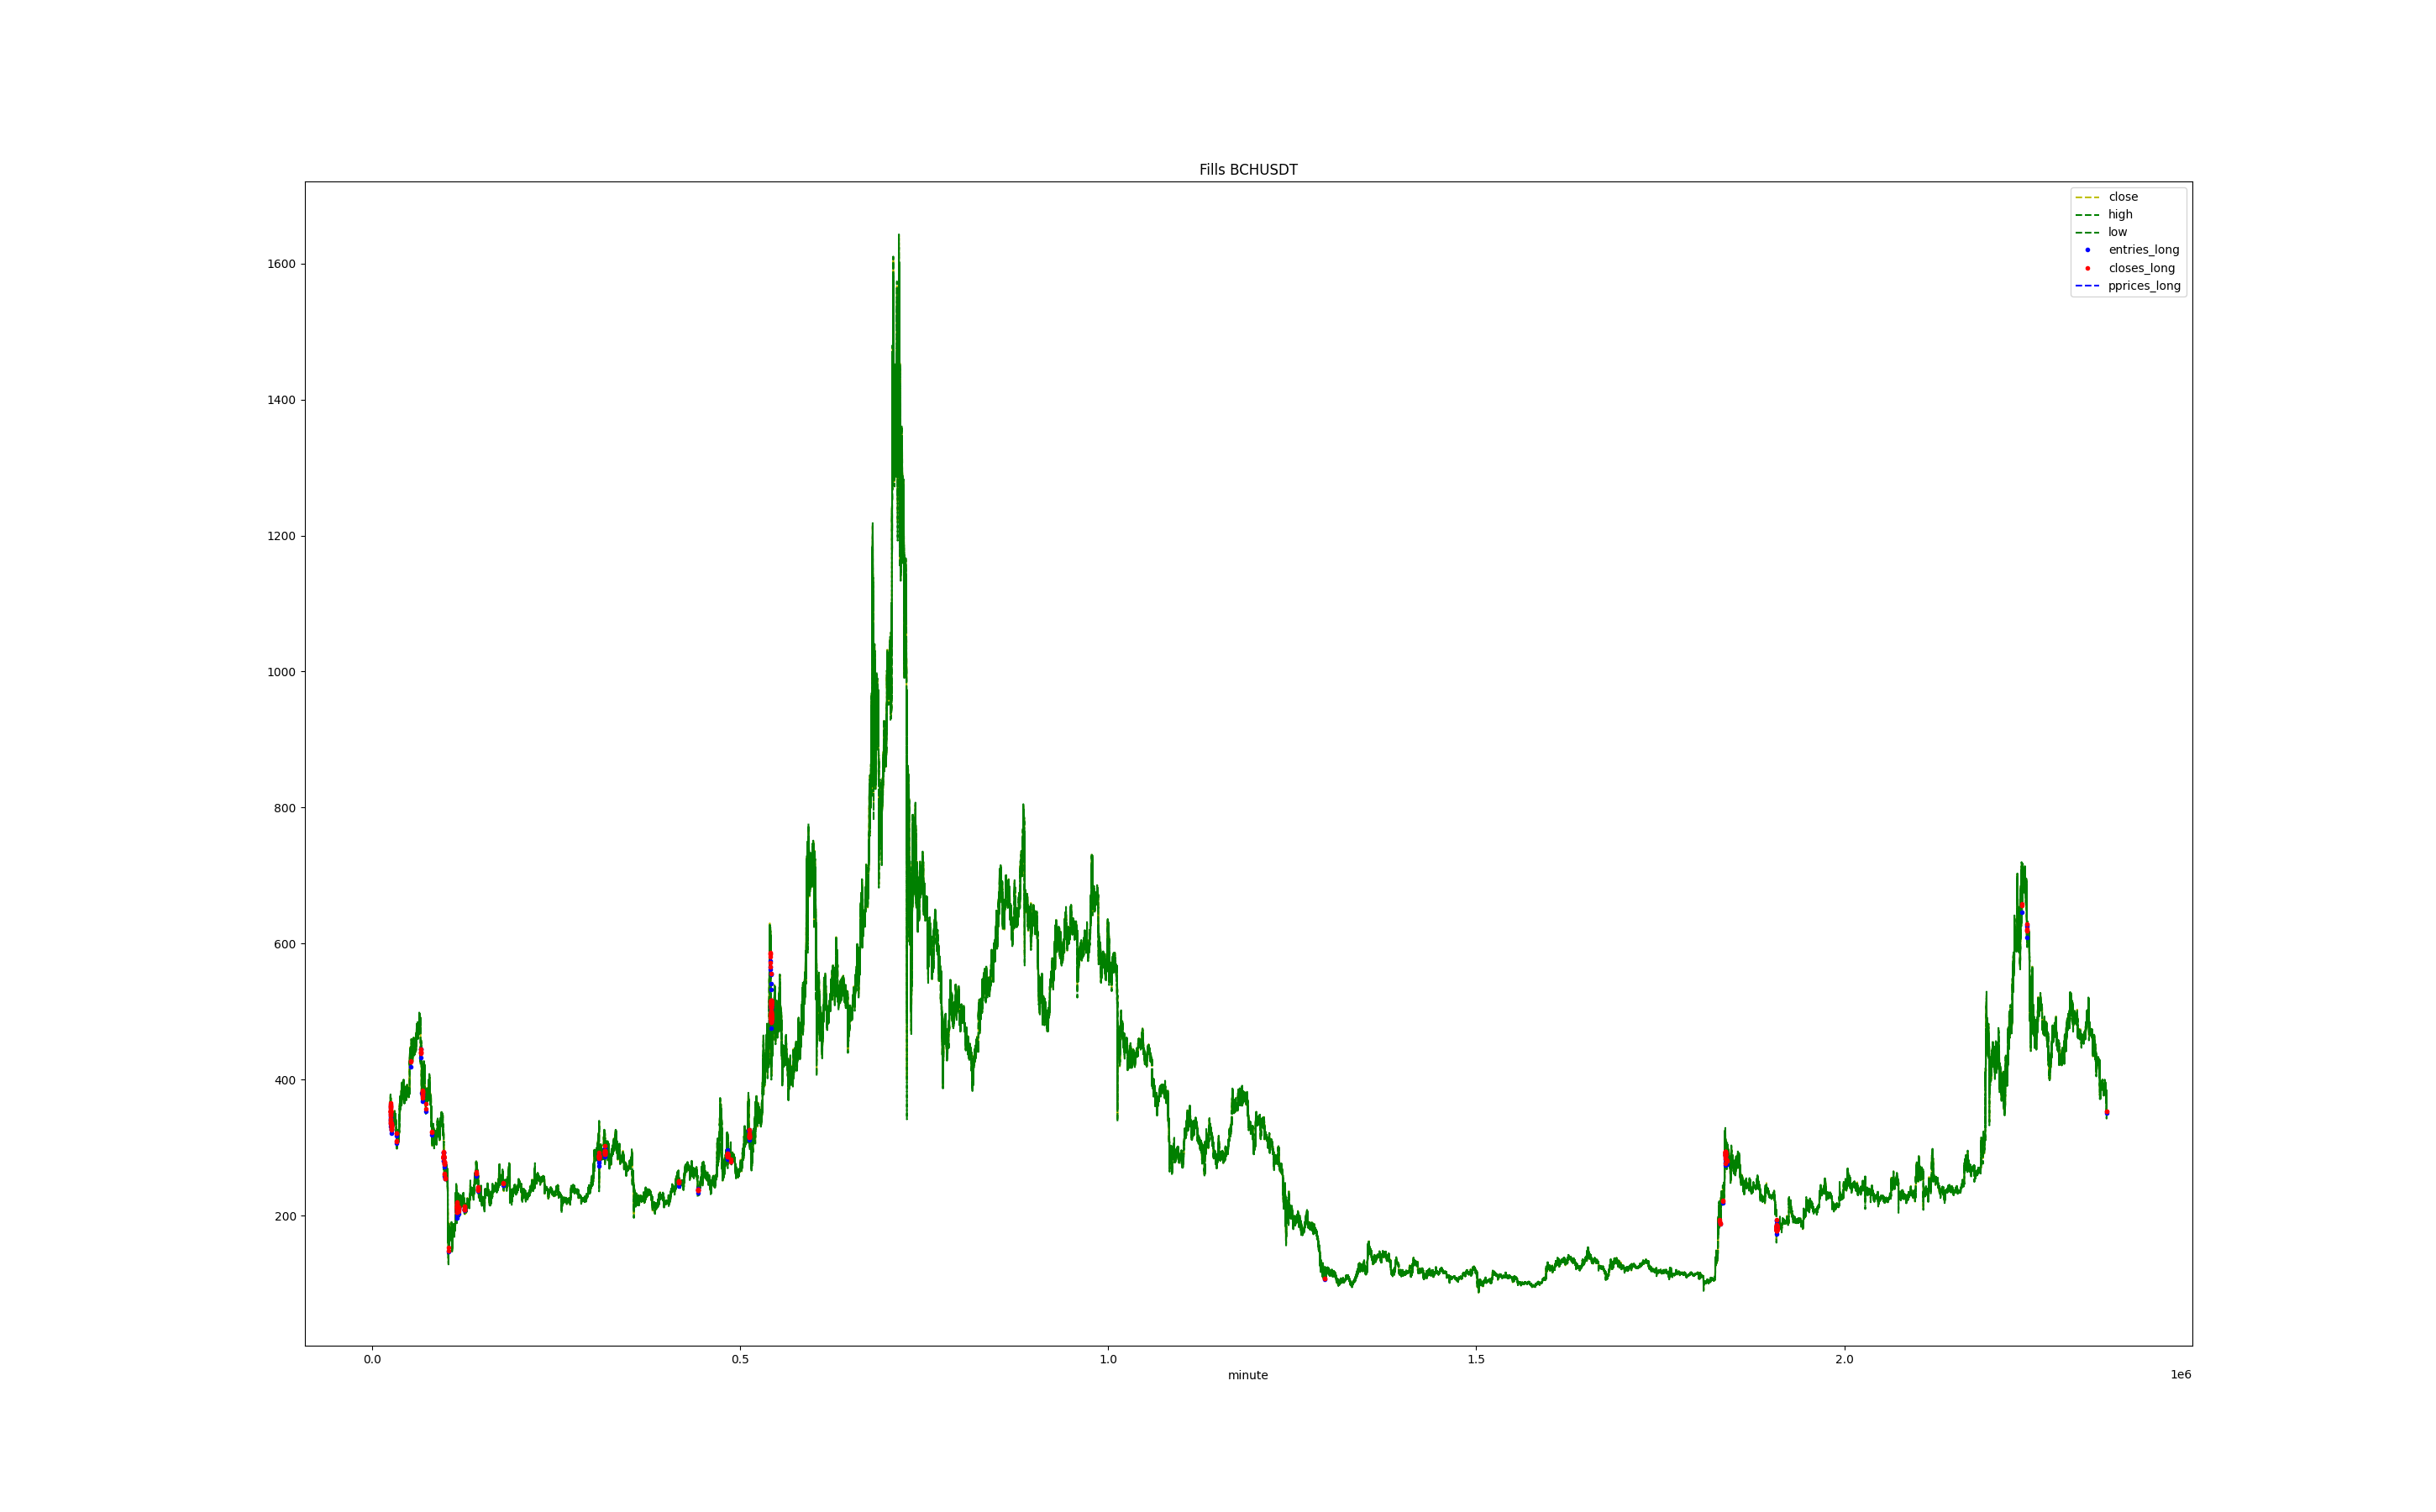 Fills BCHUSDT
close
high
low
entries_long
closes_long
pprices_long
1600
1400
1200
1000
800
600
400
200
0.0 0.5 1.0 1.5 2.0
minute 1e6